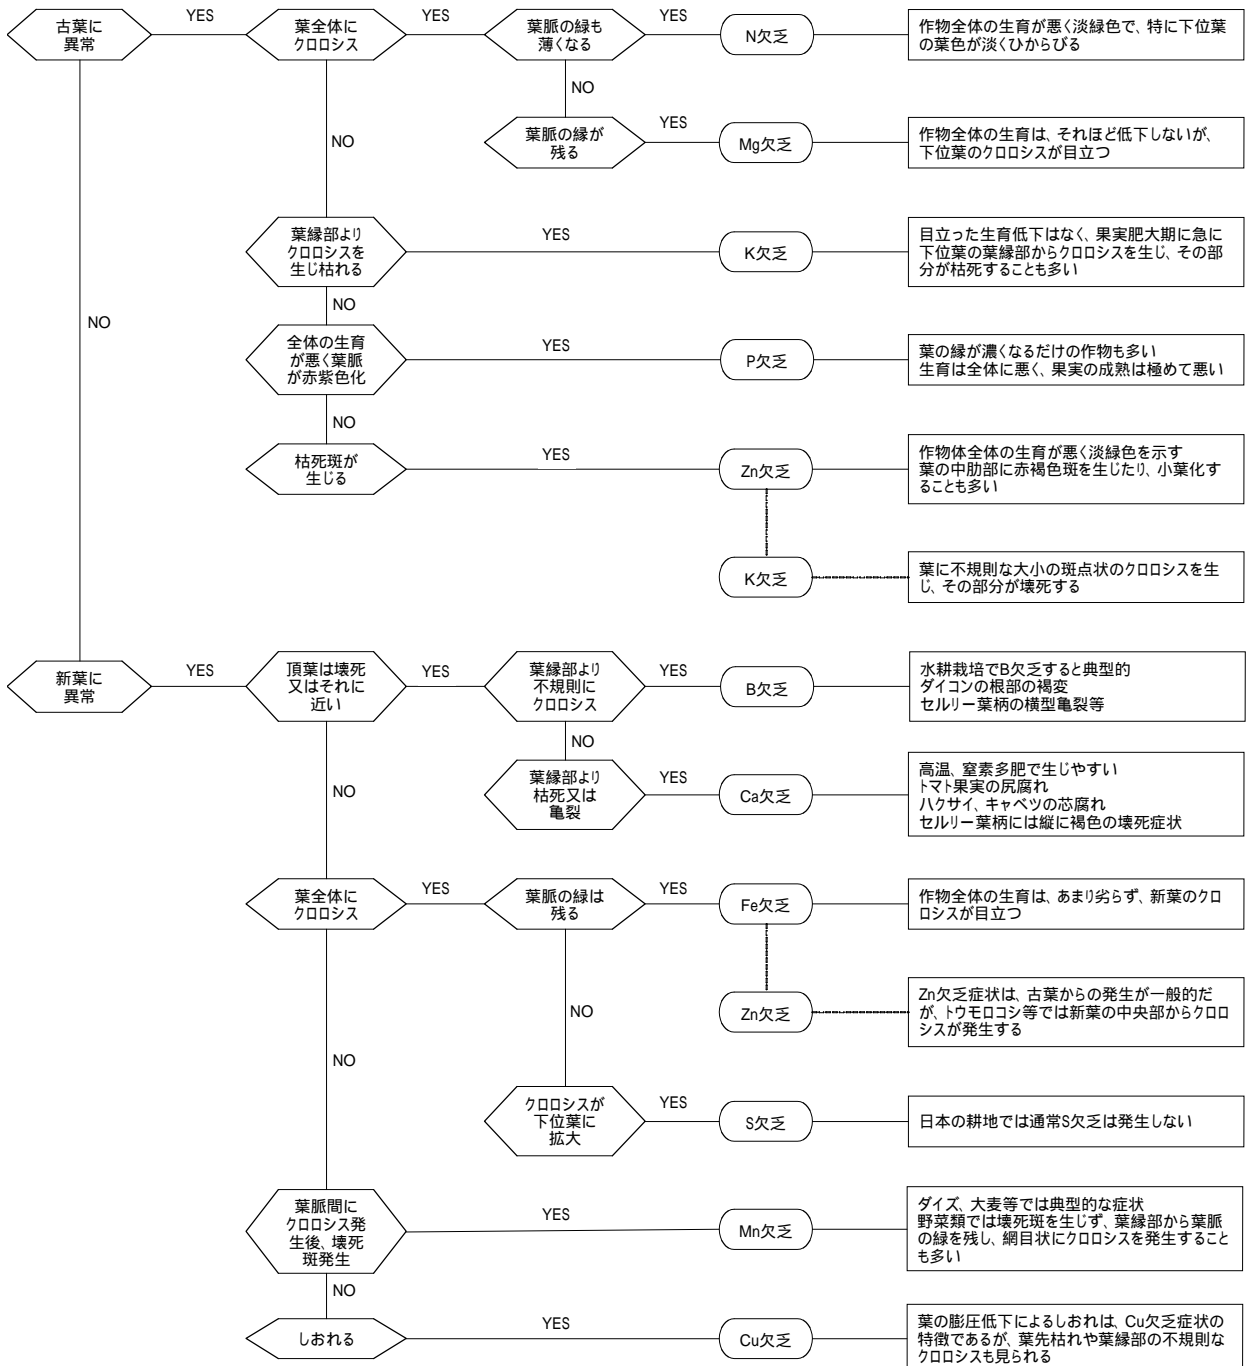 古葉に
異常
YES
葉全体に
クロロシス
YES
葉脈の緑も
薄くなる
YES
N欠乏
作物全体の生育が悪く淡緑色で、特に下位葉
の葉色が淡くひからびる
NO
葉脈の緑が
残る
YES
Mg欠乏
作物全体の生育は、それほど低下しないが、
下位葉のクロロシスが目立つ
NO
葉縁部より
クロロシスを
生じ枯れる
YES
K欠乏
目立った生育低下はなく、果実肥大期に急に
下位葉の葉縁部からクロロシスを生じ、その部
分が枯死することも多い
NO
NO
全体の生育
が悪く葉脈
が赤紫色化
YES
P欠乏
葉の緑が濃くなるだけの作物も多い
生育は全体に悪く、果実の成熟は極めて悪い
NO
枯死斑が
生じる
YES
Zn欠乏
作物体全体の生育が悪く淡緑色を示す
葉の中肋部に赤褐色斑を生じたり、小葉化す
ることも多い
K欠乏
葉に不規則な大小の斑点状のクロロシスを生
じ、その部分が壊死する
新葉に
異常
YES
頂葉は壊死
又はそれに
近い
YES
葉縁部より
不規則に
クロロシス
YES
B欠乏
水耕栽培でB欠乏すると典型的
ダイコンの根部の褐変
セルリー葉柄の横型亀裂等
NO
NO
葉縁部より
枯死又は
亀裂
YES
Ca欠乏
高温、窒素多肥で生じやすい
トマト果実の尻腐れ
ハクサイ、キャベツの芯腐れ
セルリー葉柄には縦に褐色の壊死症状
葉全体に
クロロシス
YES
葉脈の緑は
残る
YES
Fe欠乏
作物全体の生育は、あまり劣らず、新葉のクロ
ロシスが目立つ
NO
Zn欠乏
Zn欠乏症状は、古葉からの発生が一般的だ
が、トウモロコシ等では新葉の中央部からクロロ
シスが発生する
NO
クロロシスが
下位葉に
拡大
YES
S欠乏
日本の耕地では通常S欠乏は発生しない
葉脈間に
クロロシス発
生後、壊死
斑発生
YES
Mn欠乏
ダイズ、大麦等では典型的な症状
野菜類では壊死斑を生じず、葉縁部から葉脈
の緑を残し、網目状にクロロシスを発生すること
も多い
NO
しおれる
YES
Cu欠乏
葉の膨圧低下によるしおれは、Cu欠乏症状の
特徴であるが、葉先枯れや葉縁部の不規則な
クロロシスも見られる